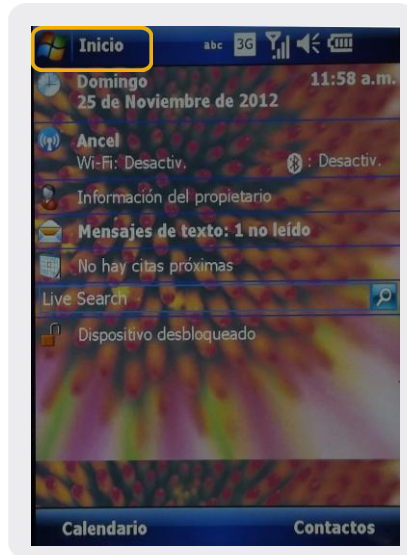 Inicio abc 3G
Domingo 11:58 a.m.
25 de Noviembre de 2012
Ancel
Wi-Fi: Desactiv. : Desactiv.
Información del propietario
Mensajes de texto: 1 no leído
No hay citas próximas
Live Search
Dispositivo desbloqueado
Calendario Contactos